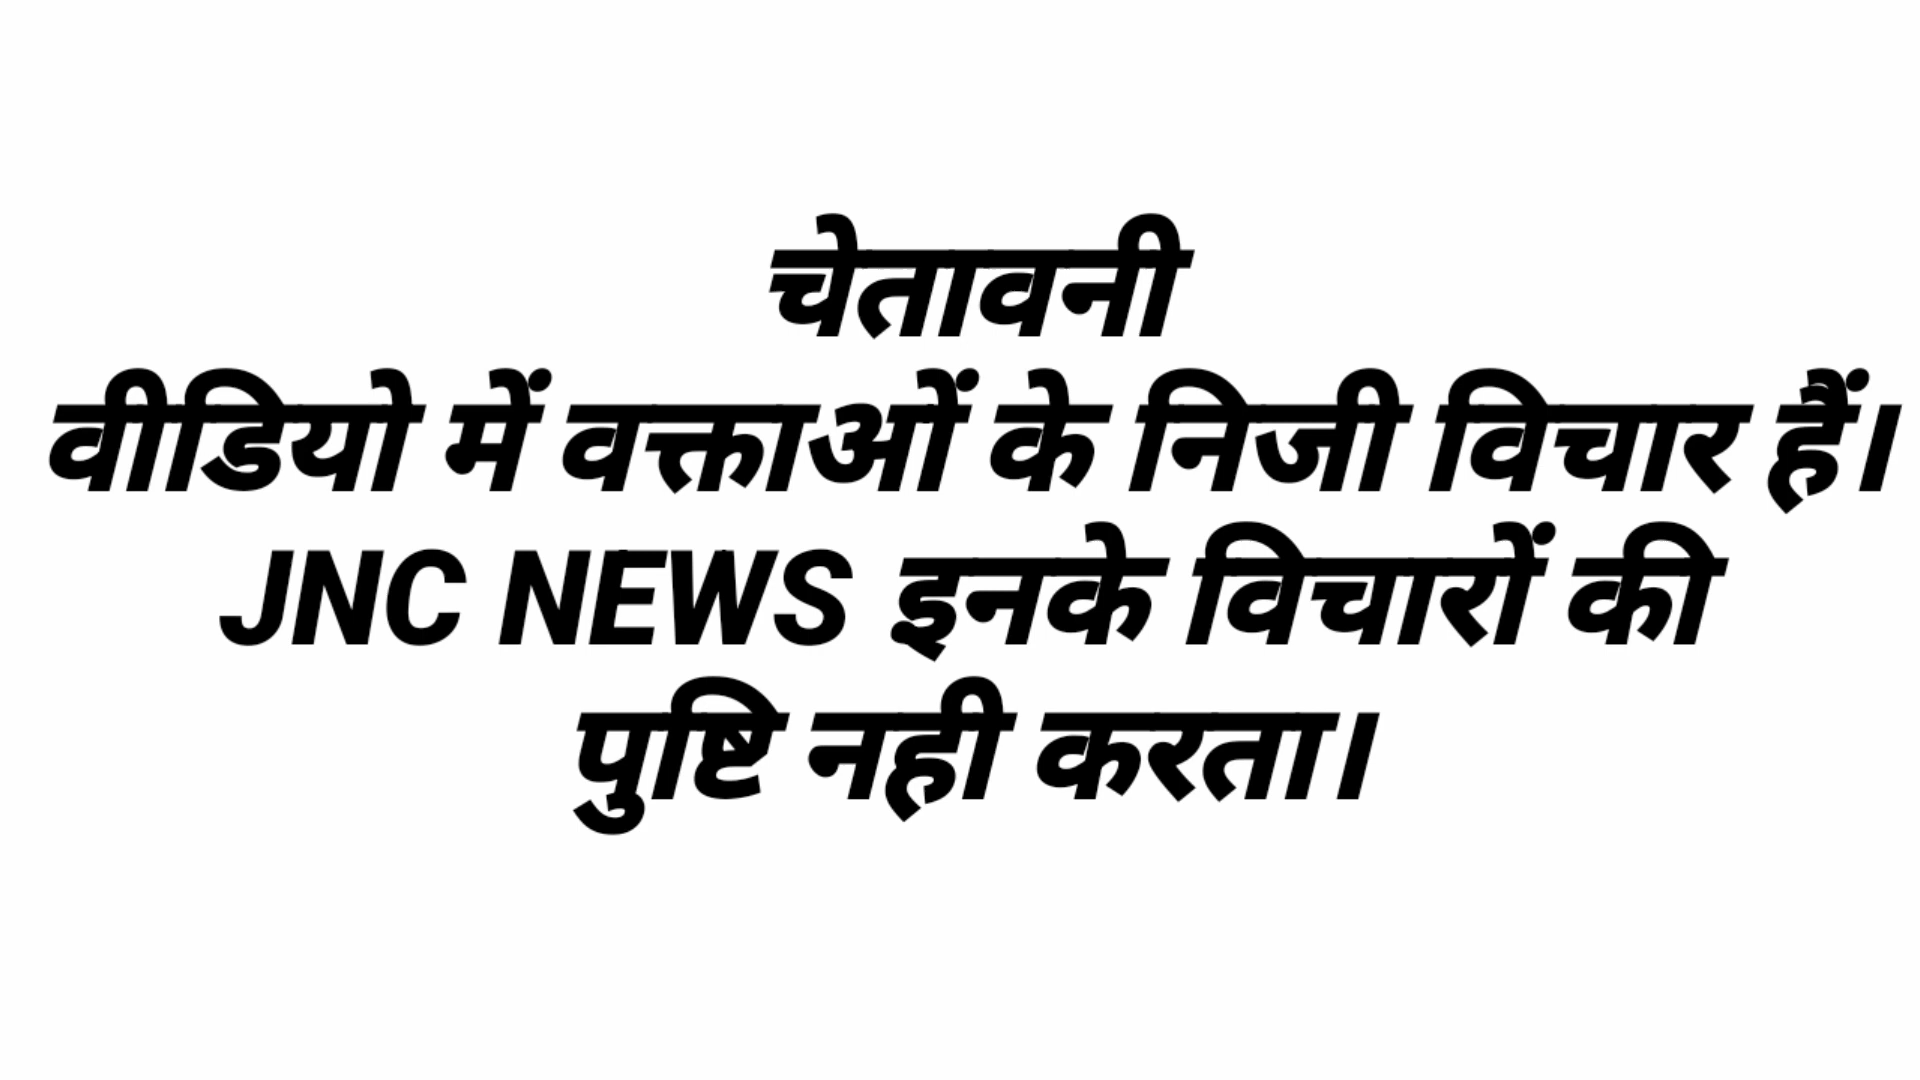 चेतावनी
वीडियो में वक्ताओं के निजी विचार हैं।
JNC NEWS इनके विचारों की
पुष्टि नही करता।